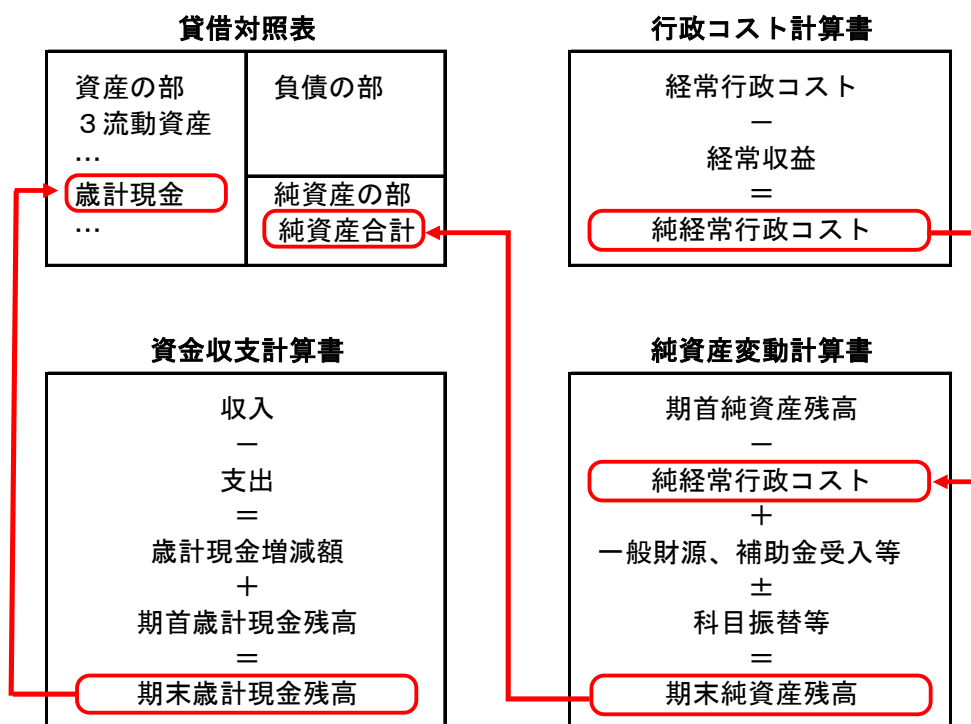 貸借対照表
資産の部
３流動資産
…
歳計現金
…
負債の部
純資産の部
純資産合計
行政コスト計算書
経常行政コスト
－
経常収益
＝
純経常行政コスト
資金収支計算書
収入
－
支出
＝
歳計現金増減額
＋
期首歳計現金残高
＝
期末歳計現金残高
純資産変動計算書
期首純資産残高
－
純経常行政コスト
＋
一般財源、補助金受入等
±
科目振替等
＝
期末純資産残高